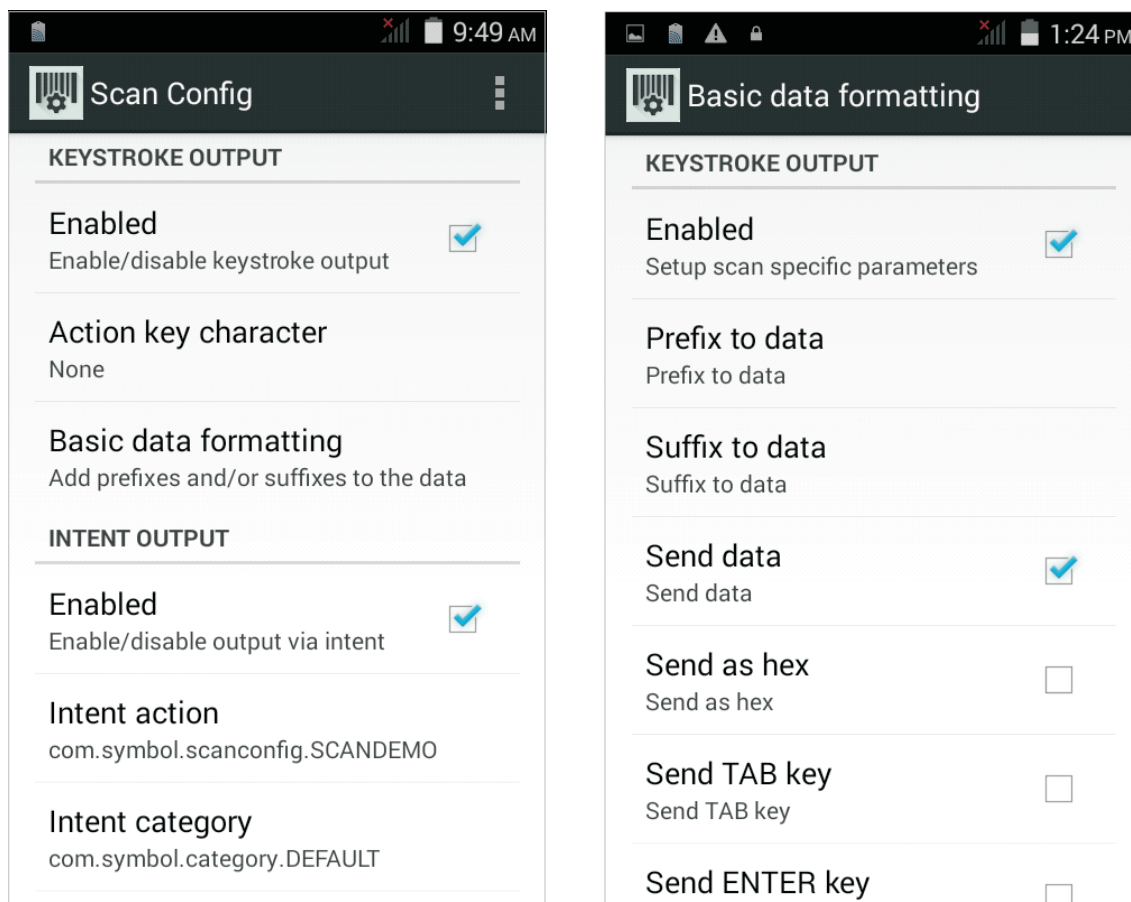 9:49 AM
Scan Config
KEYSTROKE OUTPUT
Enabled
Enable/disable keystroke output
Action key character
None
Basic data formatting
Add prefixes and/or suffixes to the data
INTENT OUTPUT
Enabled
Enable/disable output via intent
Intent action
com.symbol.scanconfig.SCANDEMO
Intent category
com.symbol.category.DEFAULT
1:24 PM
Basic data formatting
KEYSTROKE OUTPUT
Enabled
Setup scan specific parameters
Prefix to data
Prefix to data
Suffix to data
Suffix to data
Send data
Send data
Send as hex
Send as hex
Send TAB key
Send TAB key
Send ENTER key